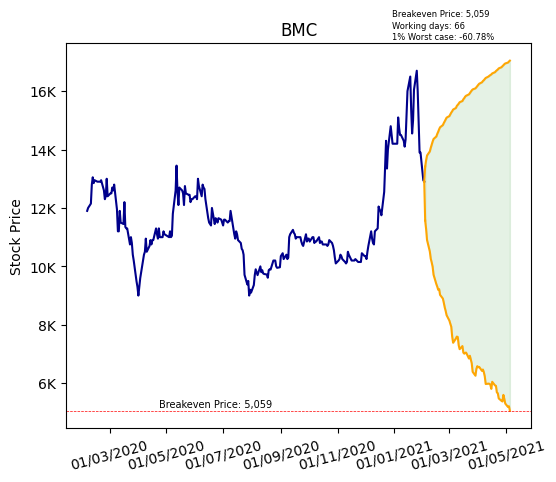 Breakeven Price: 5,059
Working days: 66
1% Worst case: -60.78%
BMC
Stock Price
16K
14K
12K
10K
8K
6K
Breakeven Price: 5,059
01/03/2020
01/05/2020
01/07/2020
01/09/2020
01/11/2020
01/01/2021
01/03/2021
01/05/2021